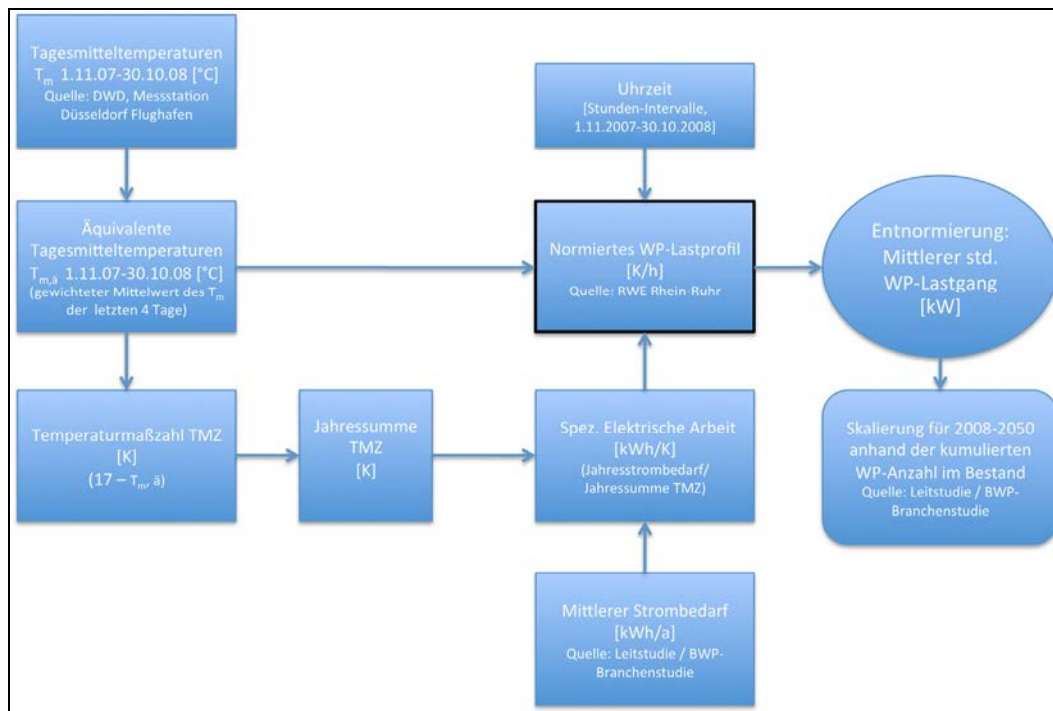 Tagesmitteltemperaturen
Tm 1.11.07-30.10.08 [°C]
Quelle: DWD, Messstation
Düsseldorf Flughafen
Uhrzeit
[Stunden-Intervalle,
1.11.2007-30.10.2008]
Äquivalente
Tagesmitteltemperaturen
Tm,ä 1.11.07-30.10.08 [°C]
(gewichteter Mittelwert des Tm
der letzten 4 Tage)
Normiertes WP-Lastprofil
[K/h]
Quelle: RWE Rhein-Ruhr
Entnormierung:
Mittlerer std.
WP-Lastgang
[kW]
Temperaturmaßzahl TMZ
[K]
(17 – Tm, ä)
Jahressumme
TMZ
[K]
Spez. Elektrische Arbeit
[kWh/K]
(Jahresstrombedarf/
Jahressumme TMZ)
Skalierung für 2008-2050
anhand der kumulierten
WP-Anzahl im Bestand
Quelle: Leitstudie / BWP-
Branchenstudie
Mittlerer Strombedarf
[kWh/a]
Quelle: Leitstudie / BWP-
Branchenstudie